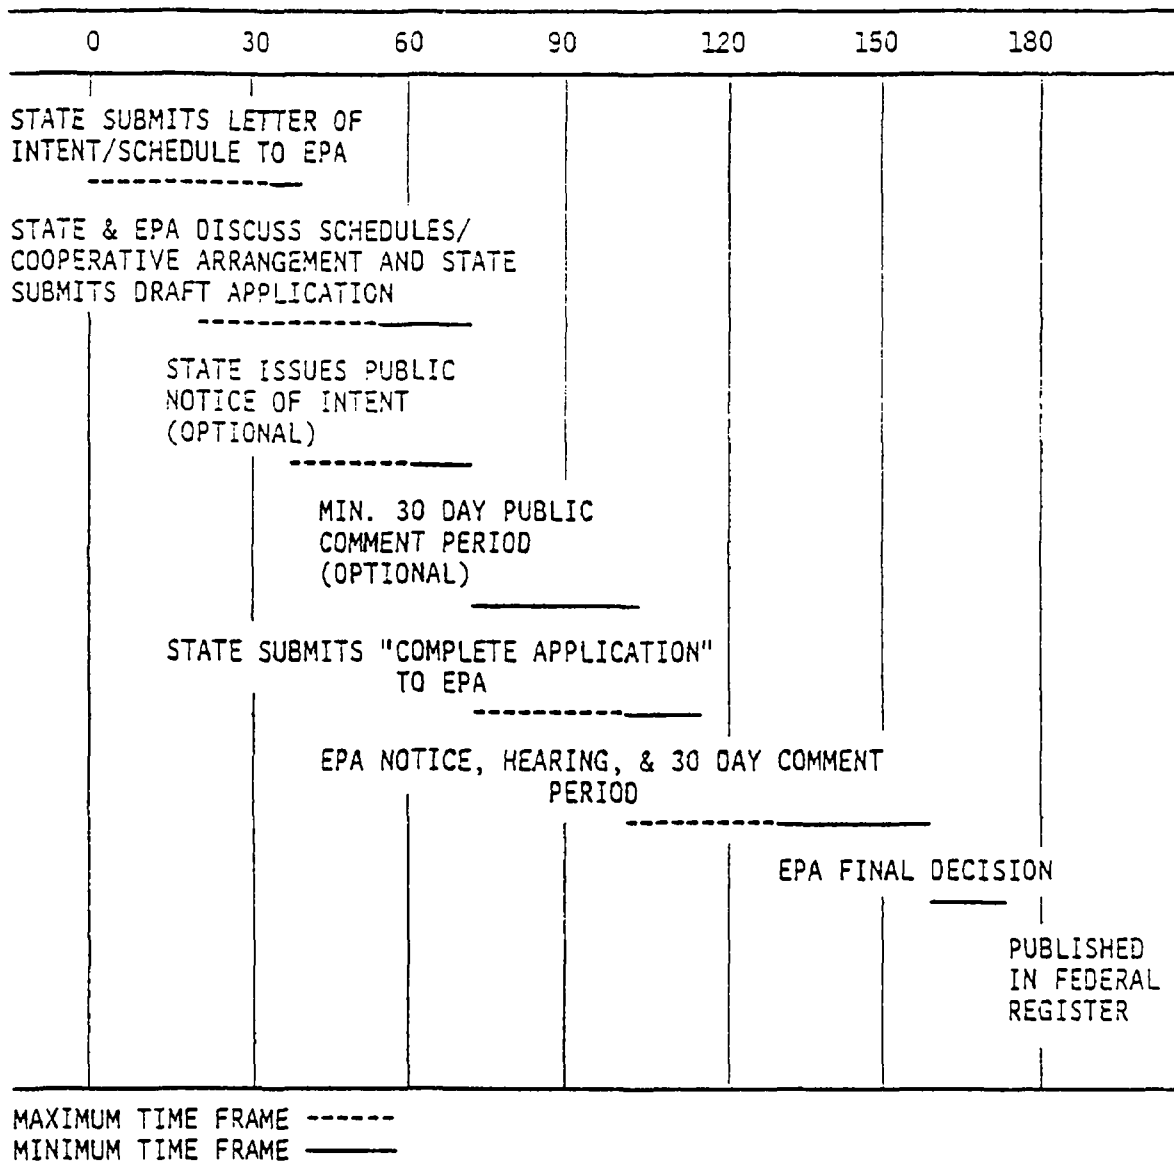 0 30 60 90 120 150 180
STATE SUBMITS LETTER OF
INTENT/SCHEDULE TO EPA
STATE & EPA DISCUSS SCHEDULES/
COOPERATIVE ARRANGEMENT AND STATE
SUBMITS DRAFT APPLICATION
STATE ISSUES PUBLIC
NOTICE OF INTENT
(OPTIONAL)
MIN. 30 DAY PUBLIC
COMMENT PERIOD
(OPTIONAL)
STATE SUBMITS "COMPLETE APPLICATION"
TO EPA
EPA NOTICE, HEARING, & 30 DAY COMMENT
PERIOD
EPA FINAL DECISION
PUBLISHED
IN FEDERAL
REGISTER
MAXIMUM TIME FRAME ------
MINIMUM TIME FRAME ———